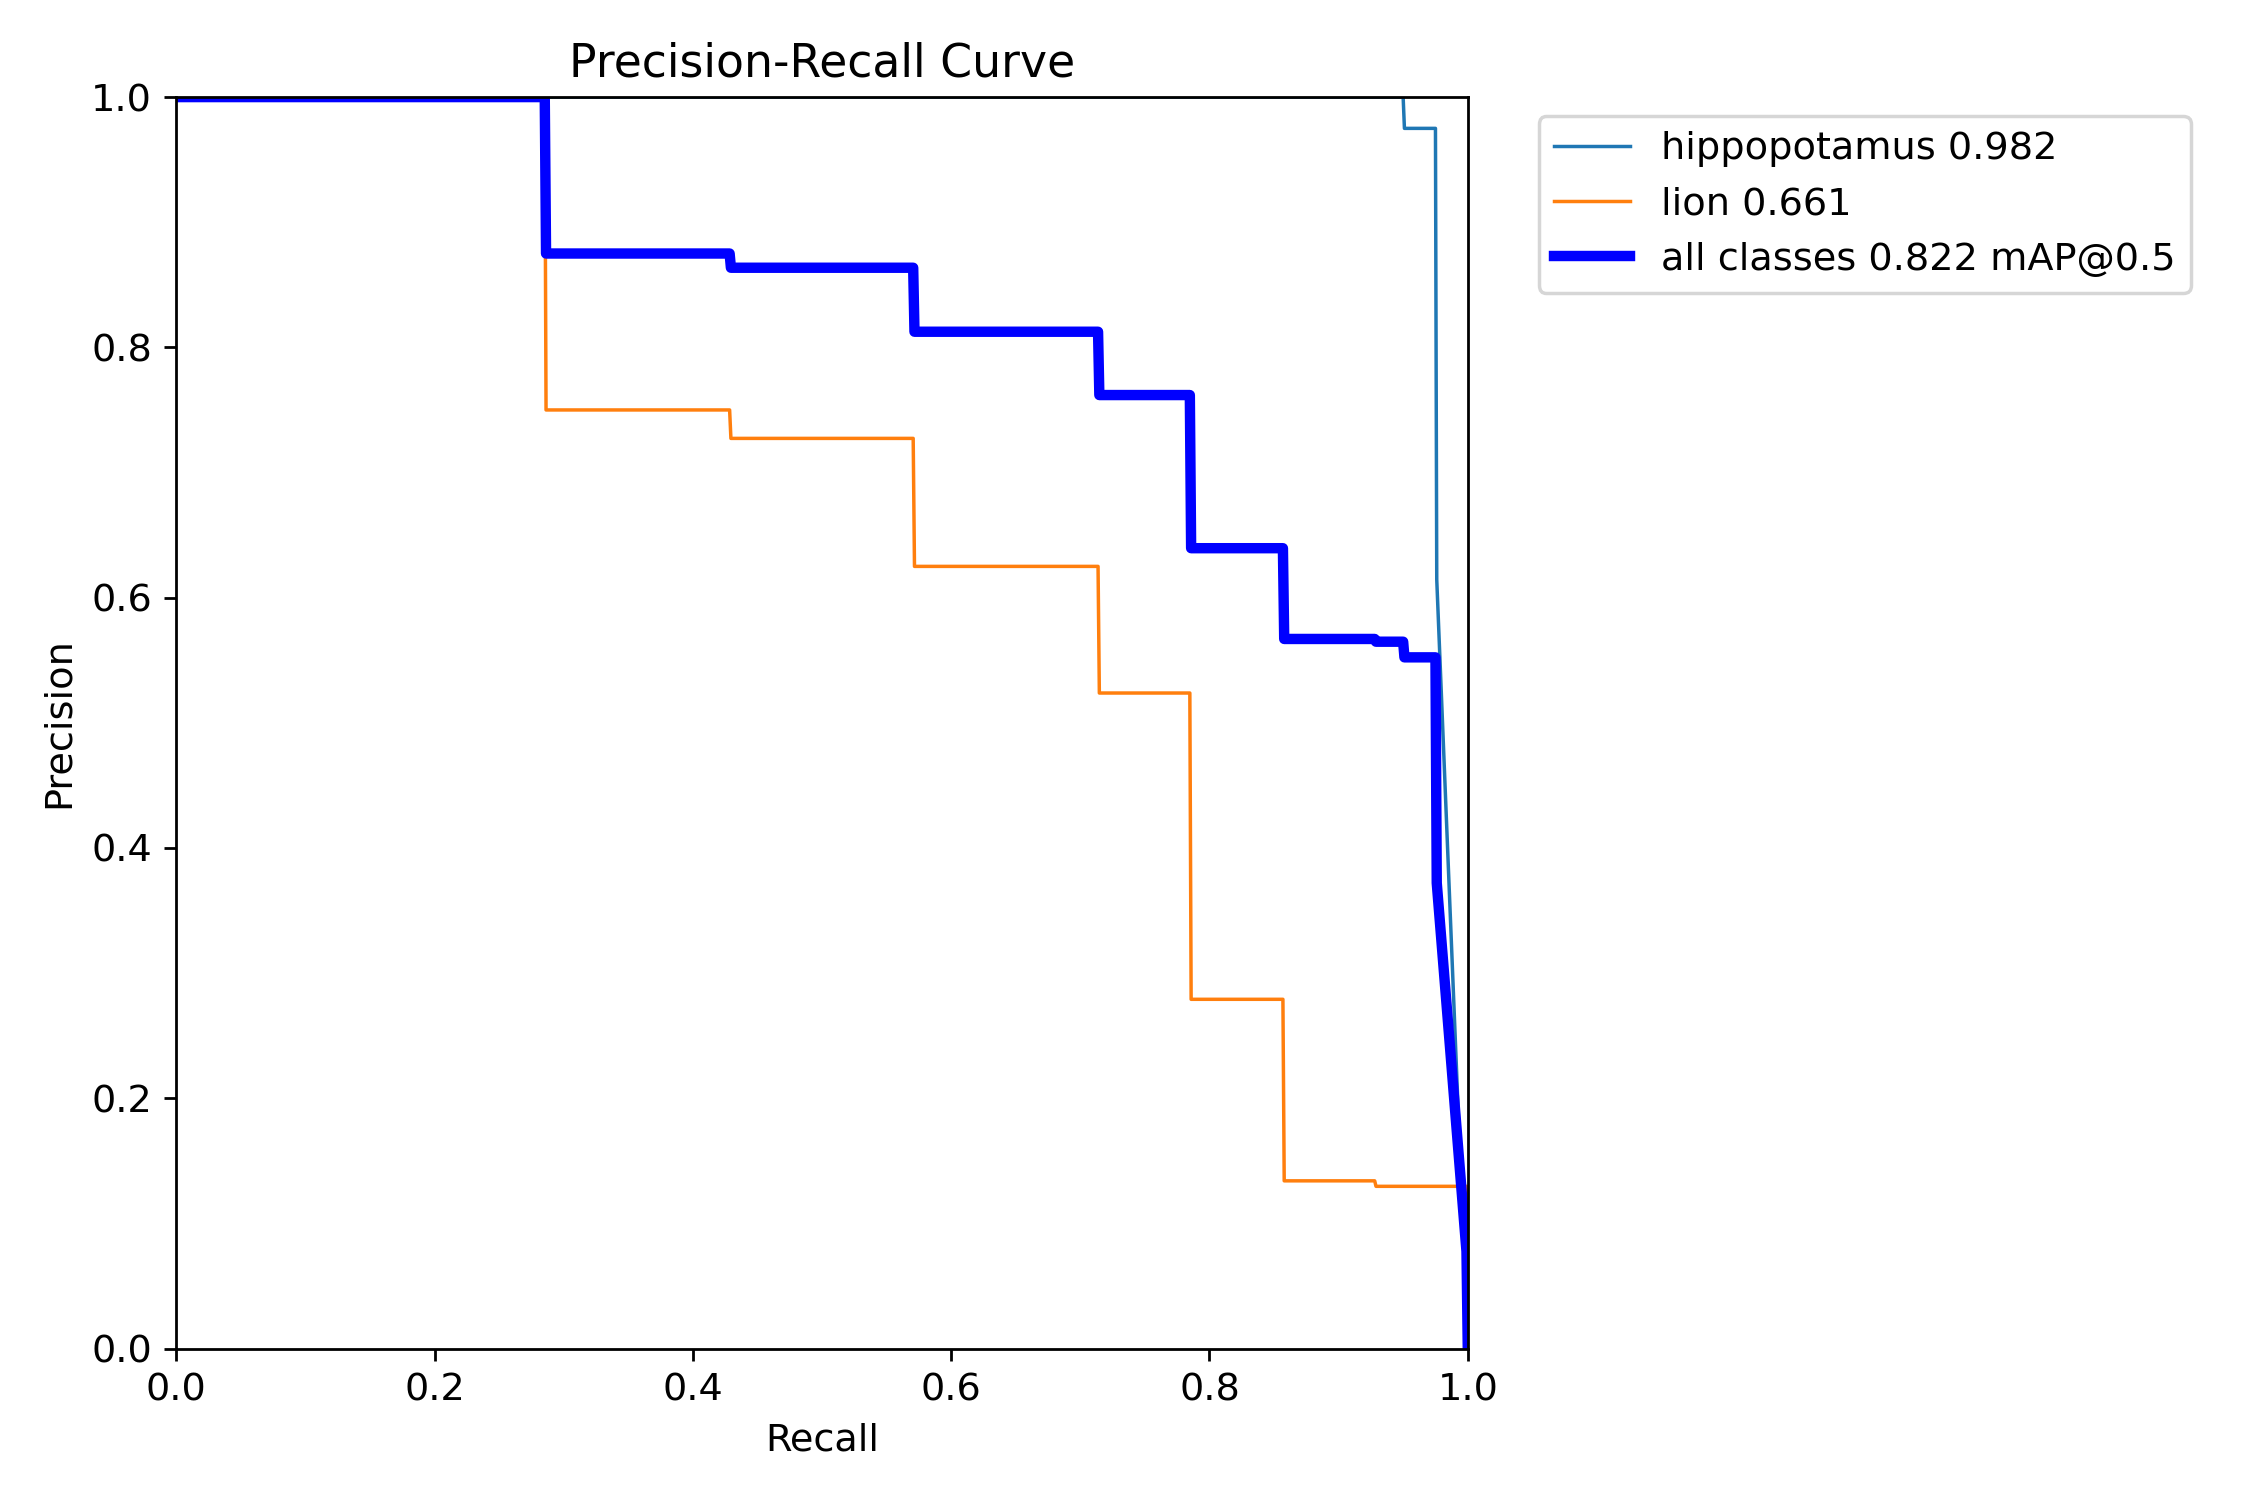 Precision-Recall Curve
hippopotamus 0.982
lion 0.661
all classes 0.822 mAP@0.5
Precision
1.0
0.8
0.6
0.4
0.2
0.0
0.0 0.2 0.4 0.6 0.8 1.0
Recall